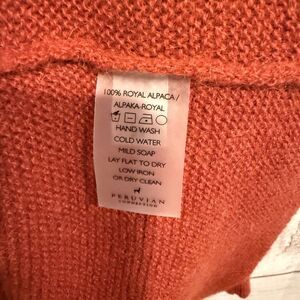 100% ROYAL ALPACA /
ALPAKA-ROYAL
HAND WASH
COLD WATER
MILD SOAP
LAY FLAT TO DRY
LOW IRON
OR DRY CLEAN
PERUVIAN
CONNECTION